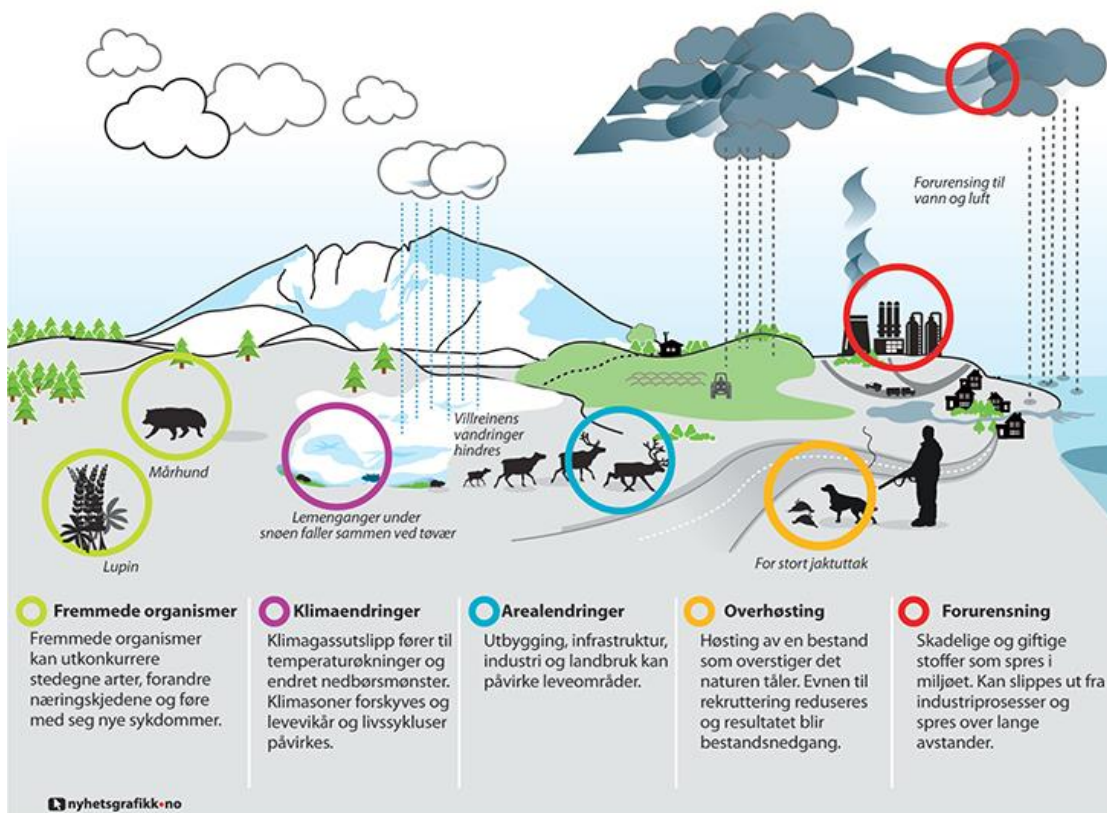 Forurensing til
vann og luft
Villreinens
vandringer
hindres
Mårhund
Lemenganger under
snøen faller sammen ved tøvær
Lupin
For stort jaktuttak
Fremmede organismer
Fremmede organismer
kan utkonkurrere
stedegne arter, forandre
næringskjedene og føre
med seg nye sykdommer.
Klimaendringer
Klimagassutslipp fører til
temperaturøkninger og
endret nedbørsmønster.
Klimasoner forskyves og
levevikår og livssykluser
påvirkes.
Arealendringer
Utbygging, infrastruktur,
industri og landbruk kan
påvirke leveområder.
Overhøsting
Høsting av en bestand
som overstiger det
naturen tåler. Evnen til
rekruttering reduseres
og resultatet blir
bestandsnedgang.
Forurensning
Skadelige og giftige
stoffer som spres i
miljøet. Kan slippes ut fra
industriprosesser og
spres over lange
avstander.
nyhetsgrafikk•no